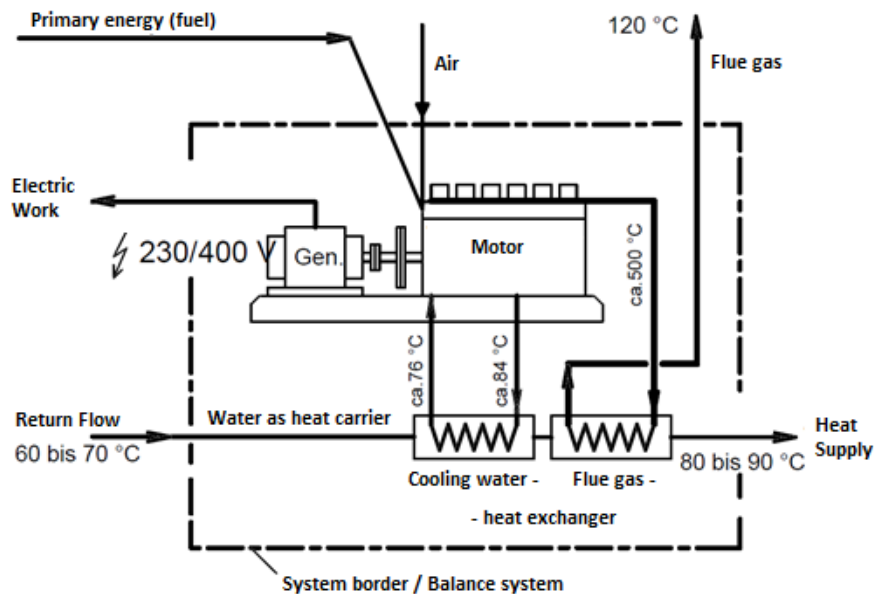 Primary energy (fuel)
120 °C
Flue gas
Air
Electric
Work
230/400 V
Gen.
Motor
ca.500 °C
ca.76 °C
ca.84 °C
Return Flow
60 bis 70 °C
Water as heat carrier
Heat
Supply
80 bis 90 °C
Cooling water -
Flue gas -
- heat exchanger
System border / Balance system